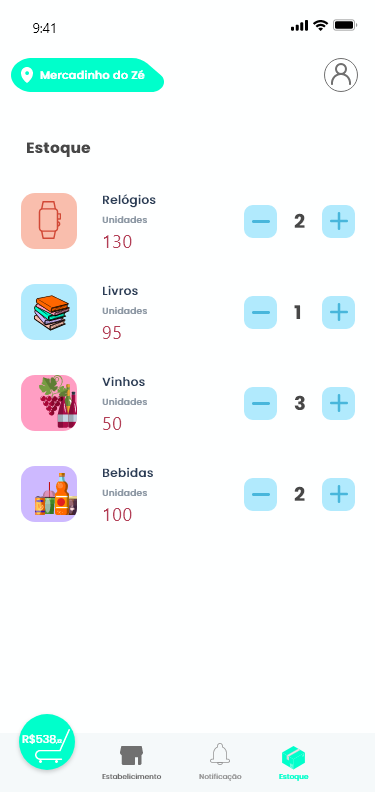 9:41
Mercadinho do Zé
Estoque
Relógios
Unidades
130
2
Livros
Unidades
95
1
Vinhos
Unidades
50
3
Bebidas
Unidades
100
2
R$538,
Estabelicimento
Notificação
Estoque